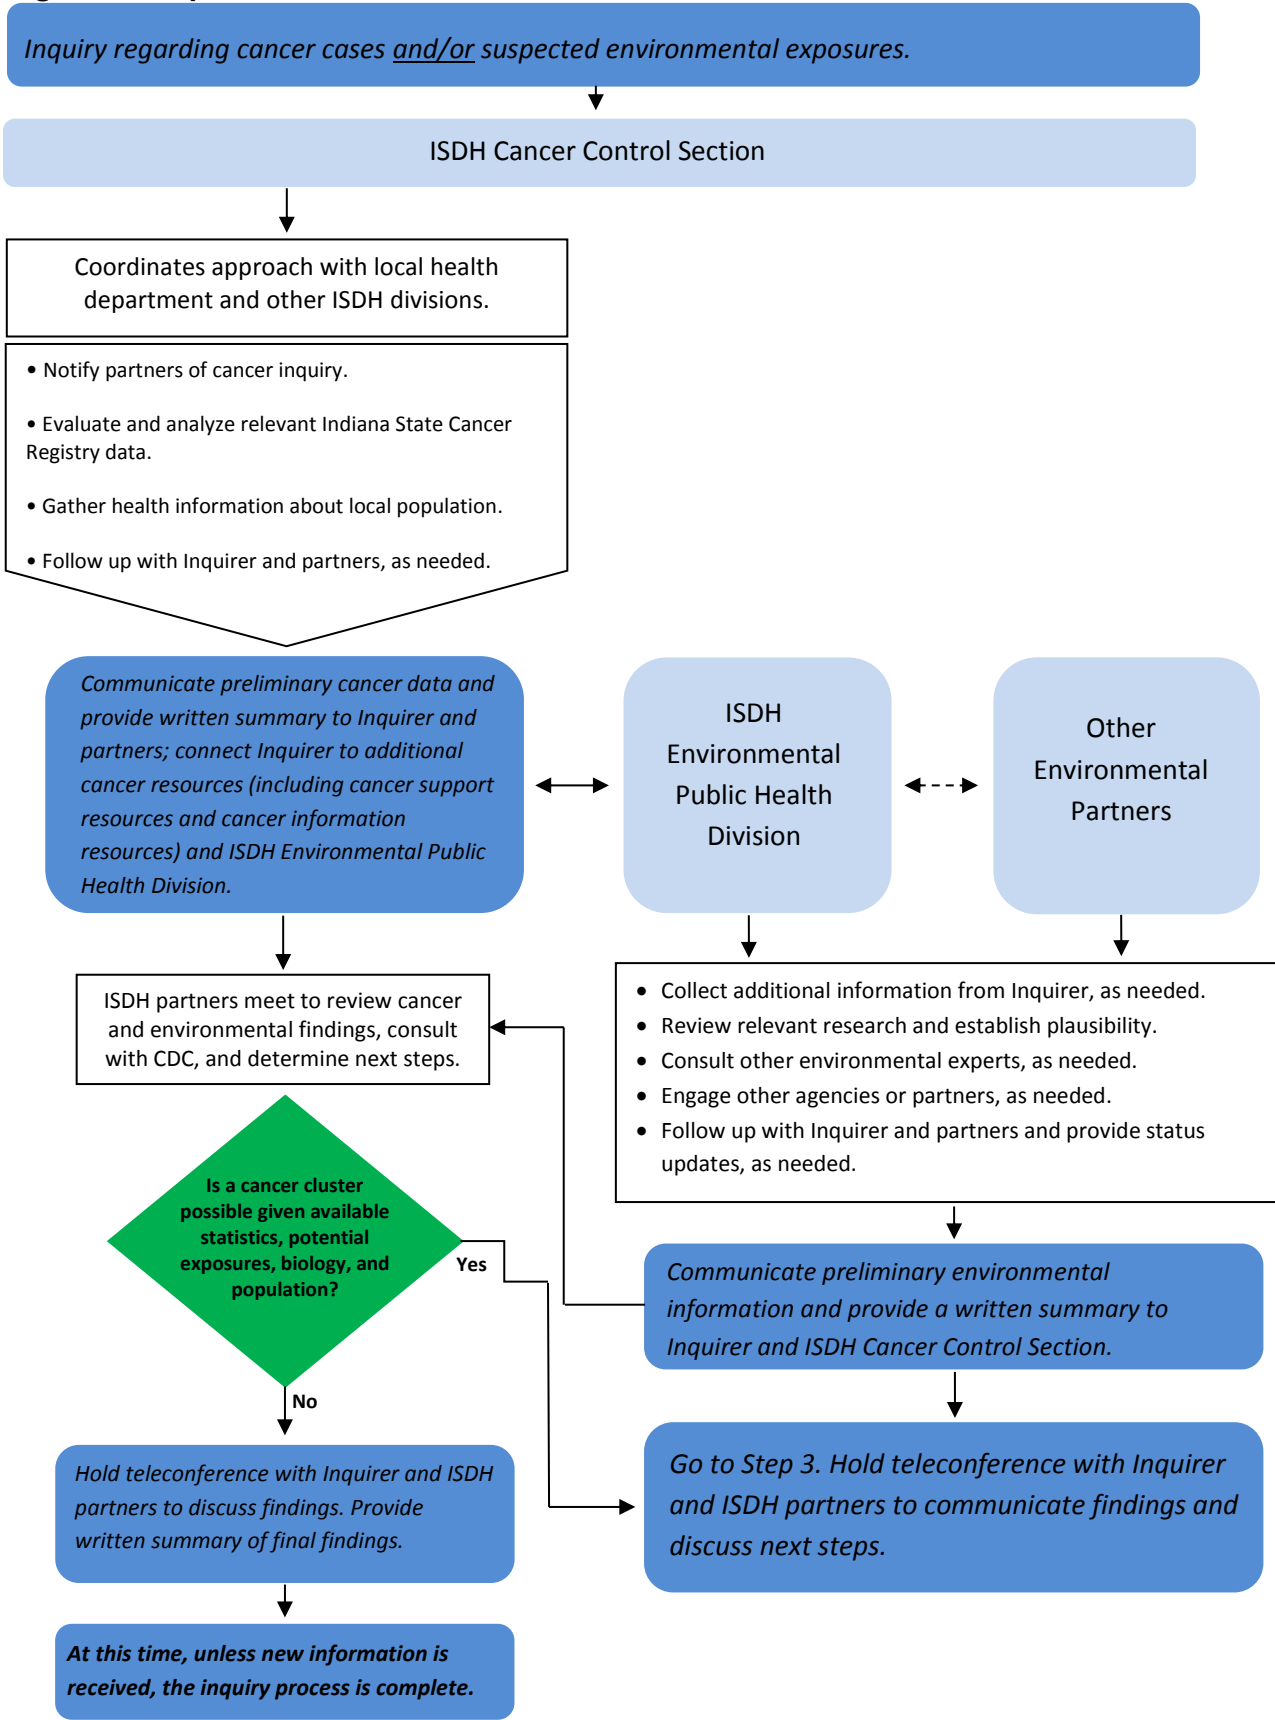 Inquiry regarding cancer cases and/or suspected environmental exposures.
ISDH Cancer Control Section
Coordinates approach with local health
department and other ISDH divisions.
• Notify partners of cancer inquiry.
• Evaluate and analyze relevant Indiana State Cancer
Registry data.
• Gather health information about local population.
• Follow up with Inquirer and partners, as needed.
Communicate preliminary cancer data and
provide written summary to Inquirer and
partners; connect Inquirer to additional
cancer resources (including cancer support
resources and cancer information
resources) and ISDH Environmental Public
Health Division.
ISDH
Environmental
Public Health
Division
Other
Environmental
Partners
ISDH partners meet to review cancer
and environmental findings, consult
with CDC, and determine next steps.
• Collect additional information from Inquirer, as needed.
• Review relevant research and establish plausibility.
• Consult other environmental experts, as needed.
• Engage other agencies or partners, as needed.
• Follow up with Inquirer and partners and provide status
updates, as needed.
Is a cancer cluster
possible given available
statistics, potential
exposures, biology, and
population?
Yes
No
Communicate preliminary environmental
information and provide a written summary to
Inquirer and ISDH Cancer Control Section.
Hold teleconference with Inquirer and ISDH
partners to discuss findings. Provide
written summary of final findings.
Go to Step 3. Hold teleconference with Inquirer
and ISDH partners to communicate findings and
discuss next steps.
At this time, unless new information is
received, the inquiry process is complete.